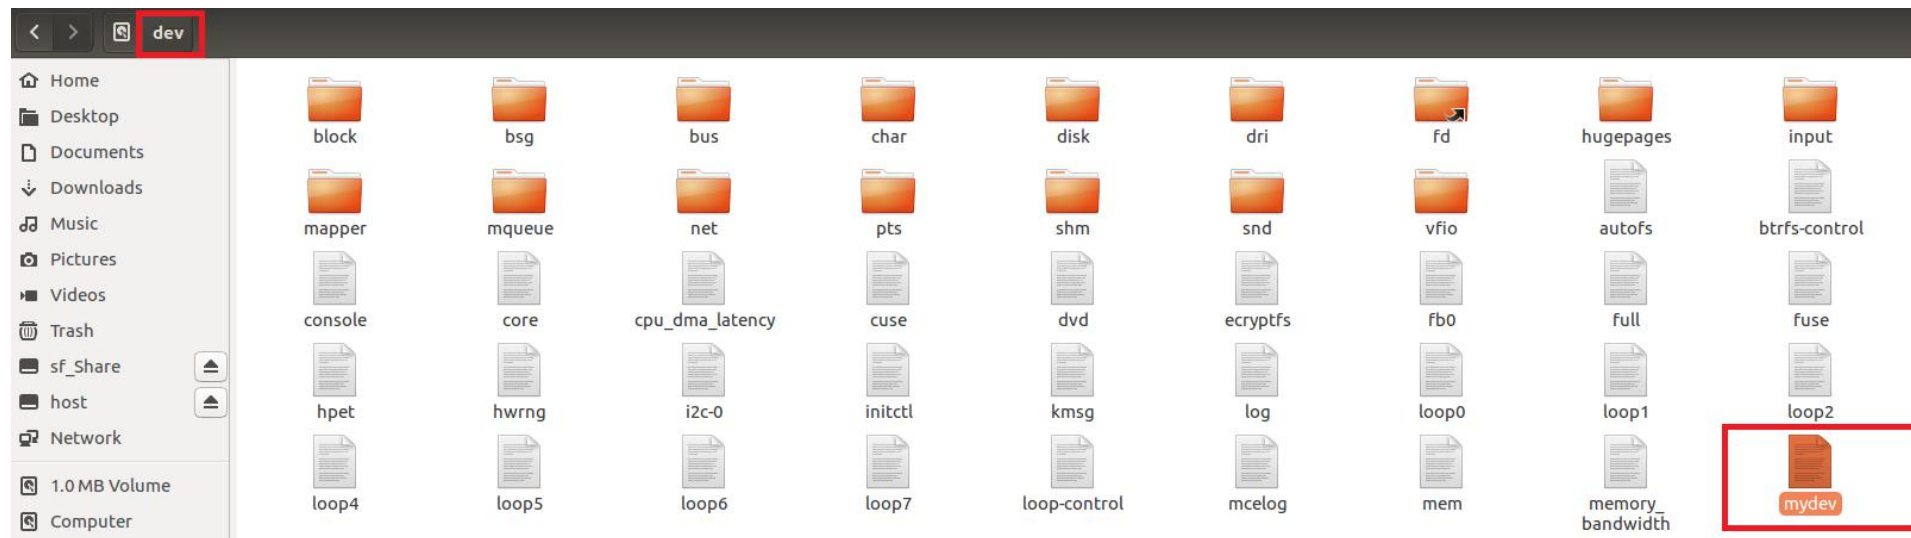 dev
Home
Desktop
Documents
Downloads
Music
Pictures
Videos
Trash
sf_Share
host
Network
1.0 MB Volume
Computer
block bsg bus char disk dri fd hugepages input
mapper mqueue net pts shm snd vfio autofs btrfs-control
console core cpu_dma_latency cuse dvd ecryptfs fb0 full fuse
hpet hwrng i2c-0 initctl kmsg log loop0 loop1 loop2
loop4 loop5 loop6 loop7 loop-control mcelog mem memory_ mydev
bandwidth